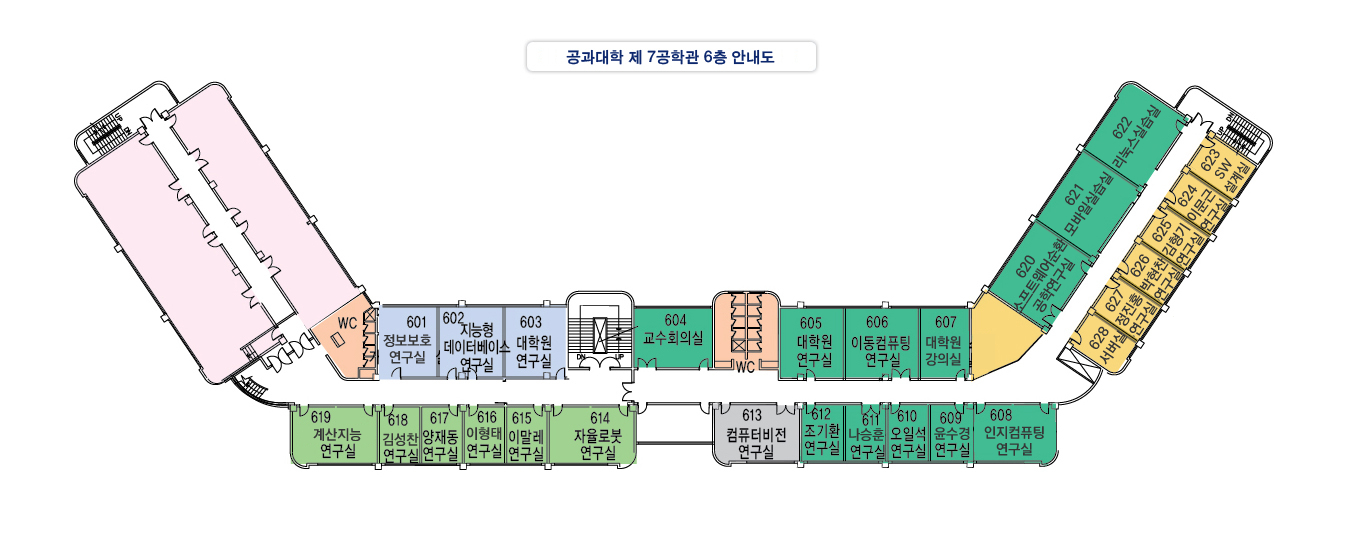 공과대학 제 7공학관 6층 안내도
622
리눅스실습실
621
모바일실습실
620
소프트웨어순환
공학연구실
623
SW
설계실
624
이문근
연구실
625
김형기
연구실
626
박현찬
연구실
627
장진홍
연구실
628
서버실
WC
601
정보보호
연구실
602
지능형
데이터베이스
연구실
603
대학원
연구실
DN
UP
604
교수회의실
WC
605
대학원
연구실
606
이동컴퓨팅
연구실
607
대학원
강의실
619
계산지능
연구실
618
김성찬
연구실
617
양재동
연구실
616
이형태
연구실
615
이말레
연구실
614
자율로봇
연구실
613
컴퓨터비전
연구실
612
조기환
연구실
611
나승훈
연구실
610
오일석
연구실
609
윤수경
연구실
608
인지컴퓨팅
연구실